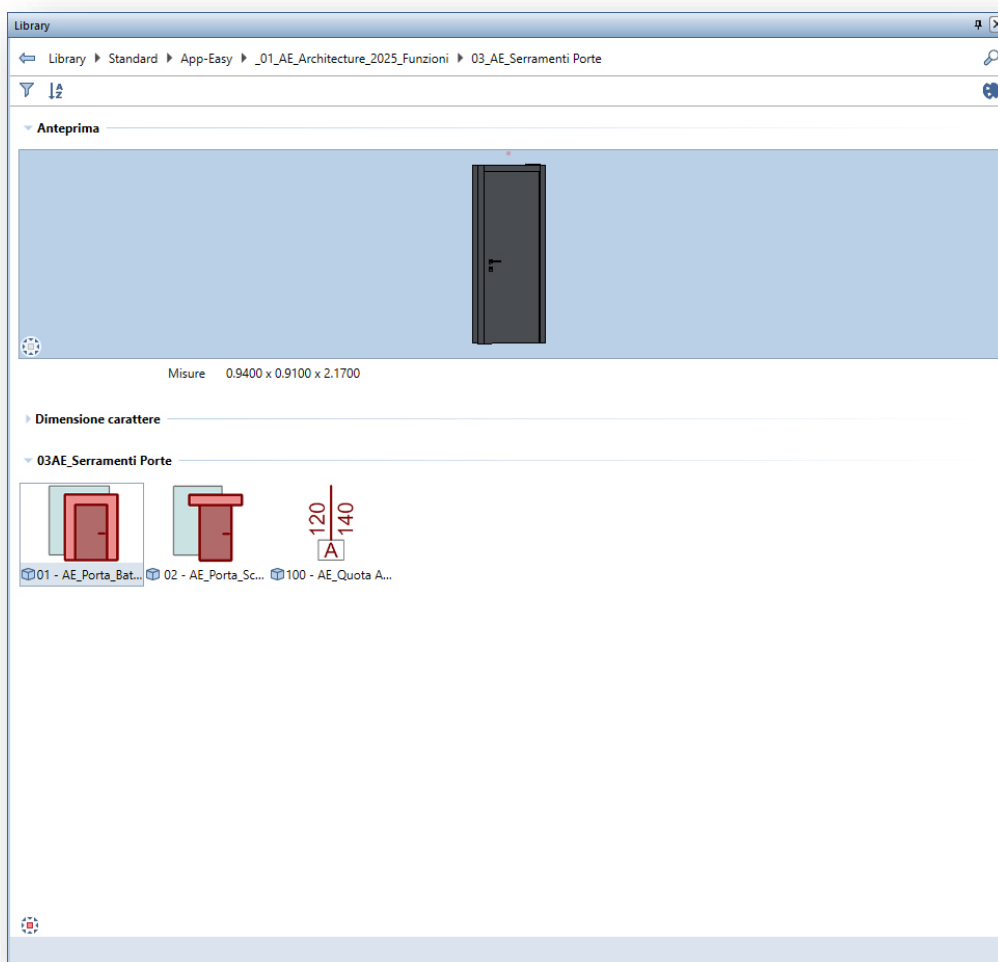 Library
Library Standard App-Easy _01_AE_Architecture_2025_Funzioni 03_AE_Serramenti Porte
Anteprima
Misure 0.9400 x 0.9100 x 2.1700
Dimensione carattere
03AE_Serramenti Porte
120 140
A
01 - AE_Porta_Bat... 02 - AE_Porta_Sc... 100 - AE_Quota A...